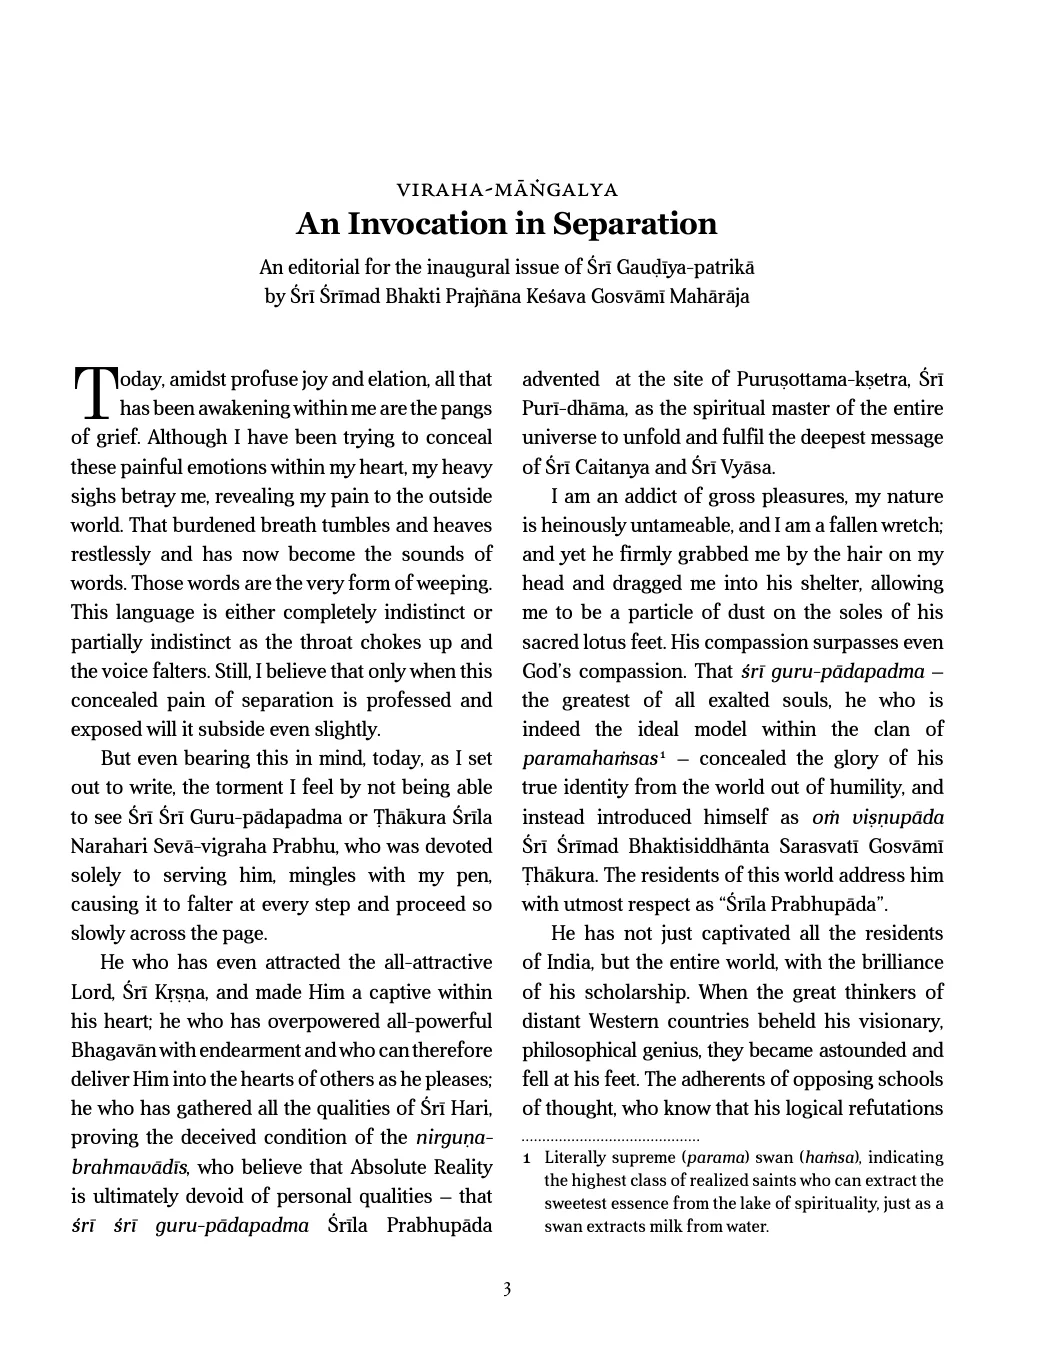 VIRAHA-MĀṄGALYA
An Invocation in Separation
An editorial for the inaugural issue of Śrī Gauḍīya-patrikā
by Śrī Śrīmad Bhakti Prajñāna Keśava Gosvāmī Mahārāja
Today, amidst profuse joy and elation, all that
has been awakening within me are the pangs
of grief. Although I have been trying to conceal
these painful emotions within my heart, my heavy
sighs betray me, revealing my pain to the outside
world. That burdened breath tumbles and heaves
restlessly and has now become the sounds of
words. Those words are the very form of weeping.
This language is either completely indistinct or
partially indistinct as the throat chokes up and
the voice falters. Still, I believe that only when this
concealed pain of separation is professed and
exposed will it subside even slightly.
But even bearing this in mind, today, as I set
out to write, the torment I feel by not being able
to see Śrī Śrī Guru-pādapadma or Ṭhākura Śrīla
Narahari Sevā-vigraha Prabhu, who was devoted
solely to serving him, mingles with my pen,
causing it to falter at every step and proceed so
slowly across the page.
He who has even attracted the all-attractive
Lord, Śrī Kṛṣṇa, and made Him a captive within
his heart; he who has overpowered all-powerful
Bhagavān with endearment and who can therefore
deliver Him into the hearts of others as he pleases;
he who has gathered all the qualities of Śrī Hari,
proving the deceived condition of the nirguṇa-
brahmavādīs, who believe that Absolute Reality
is ultimately devoid of personal qualities – that
śrī śrī guru-pādapadma Śrīla Prabhupāda
advented at the site of Puruṣottama-kṣetra, Śrī
Purī-dhāma, as the spiritual master of the entire
universe to unfold and fulfil the deepest message
of Śrī Caitanya and Śrī Vyāsa.
I am an addict of gross pleasures, my nature
is heinously untameable, and I am a fallen wretch;
and yet he firmly grabbed me by the hair on my
head and dragged me into his shelter, allowing
me to be a particle of dust on the soles of his
sacred lotus feet. His compassion surpasses even
God’s compassion. That śrī guru-pādapadma –
the greatest of all exalted souls, he who is
indeed the ideal model within the clan of
paramahaṁsas¹ – concealed the glory of his
true identity from the world out of humility, and
instead introduced himself as oṁ viṣṇupāda
Śrī Śrīmad Bhaktisiddhānta Sarasvatī Gosvāmī
Ṭhākura. The residents of this world address him
with utmost respect as “Śrīla Prabhupāda”.
He has not just captivated all the residents
of India, but the entire world, with the brilliance
of his scholarship. When the great thinkers of
distant Western countries beheld his visionary,
philosophical genius, they became astounded and
fell at his feet. The adherents of opposing schools
of thought, who know that his logical refutations
1 Literally supreme (parama) swan (haṁsa), indicating
the highest class of realized saints who can extract the
sweetest essence from the lake of spirituality, just as a
swan extracts milk from water.
3